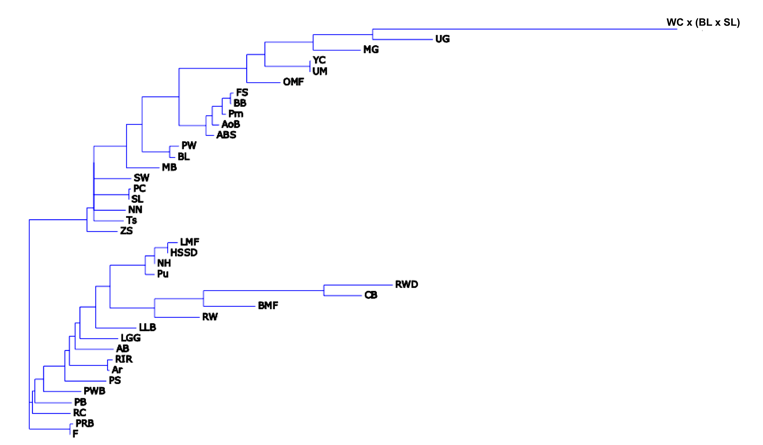 WC x (BL x SL)
UG
MG
YC
UM
OMF
FS
BB
Pm
AoB
ABS
PW
BL
MB
SW
PC
SL
NN
Ts
ZS
LMF
HSSD
NH
Pu
RWD
CB
BMF
RW
LLB
LGG
AB
RIR
Ar
PS
PWB
PB
RC
PRB
F